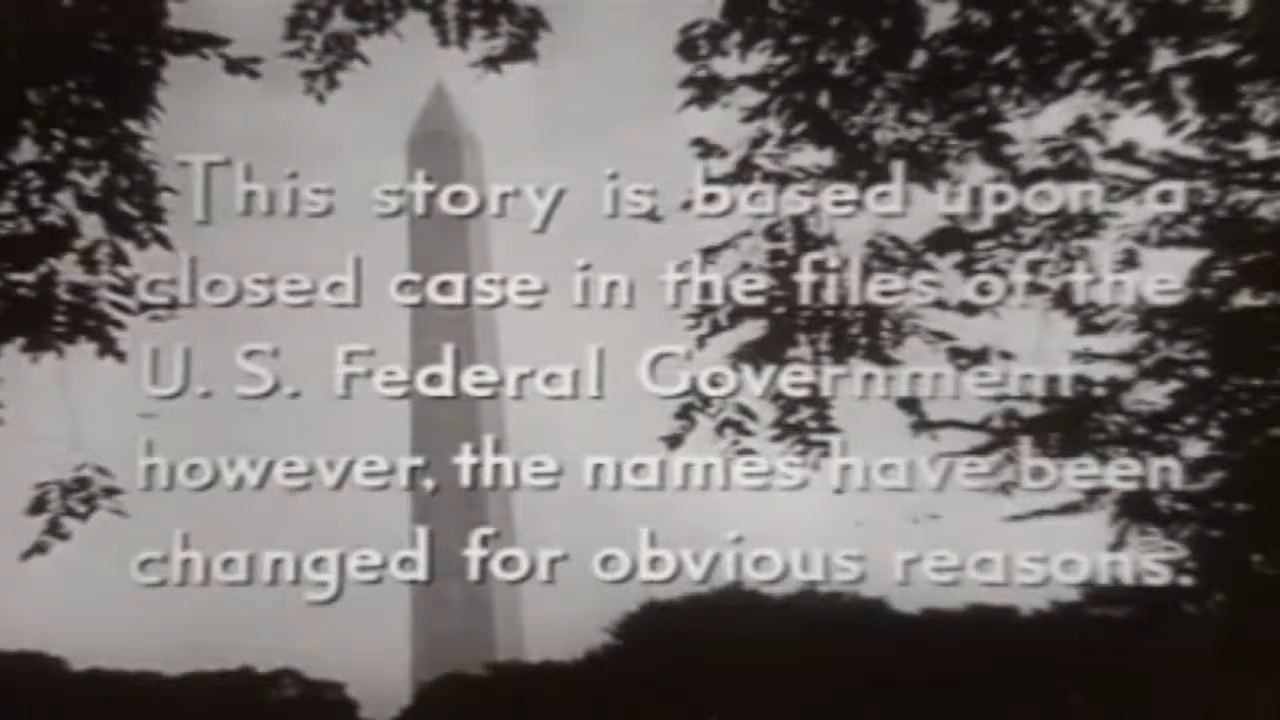 This story is based upon a
closed case in the files of the
U. S. Federal Government.
however, the names have been
changed for obvious reasons.